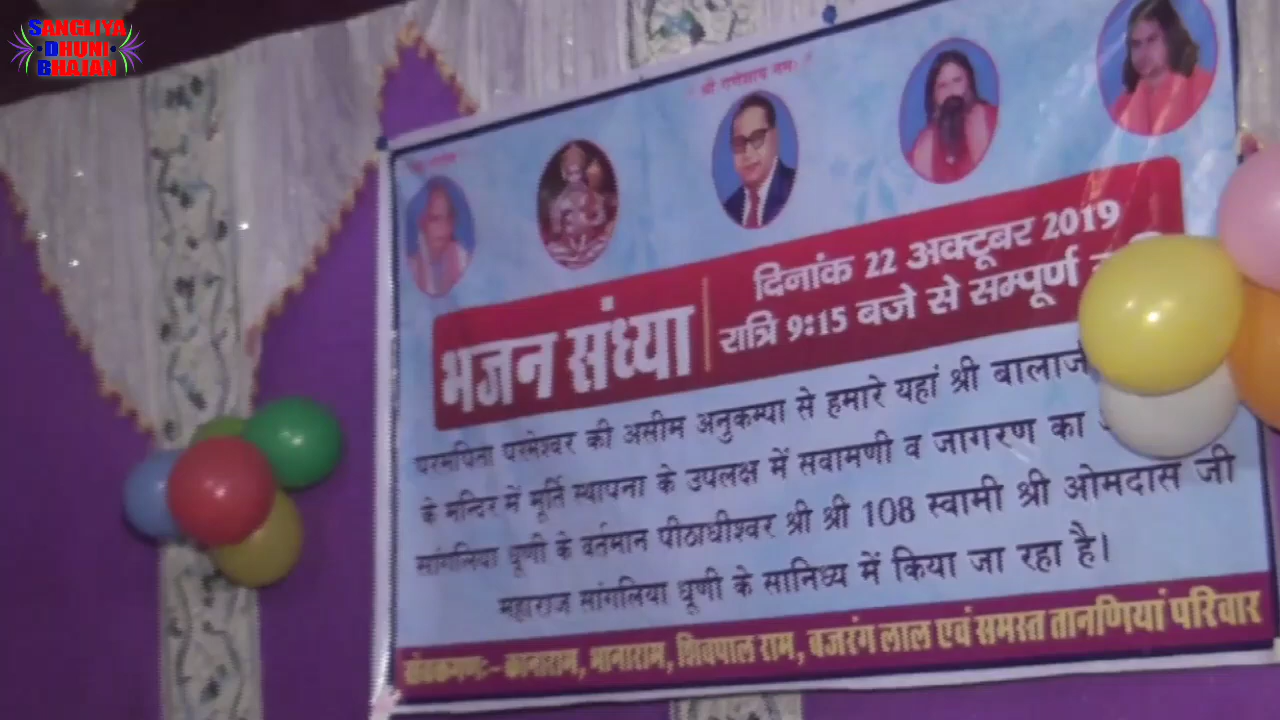 SANGLIYA
DHUNI
BHAJAN
श्री गणेशाय नमः
भजन संध्या
दिनांक 22 अक्टूबर 2019
रात्रि 9:15 बजे से सम्पूर्ण
परमपिता परमेश्वर की असीम अनुकम्पा से हमारे यहां श्री
के मन्दिर में मूर्ति स्थापना के उपलक्ष में सवामणी व जागरण का
सांगलिया धूणी के वर्तमान पीठाधीश्वर श्री श्री 108 स्वामी श्री ओमदास जी
महाराज सांगलिया धूणी के सानिध्य में किया जा रहा है।
शिवपाल राम, बजरंग लाल एवं समस्त तानणियां परिवार